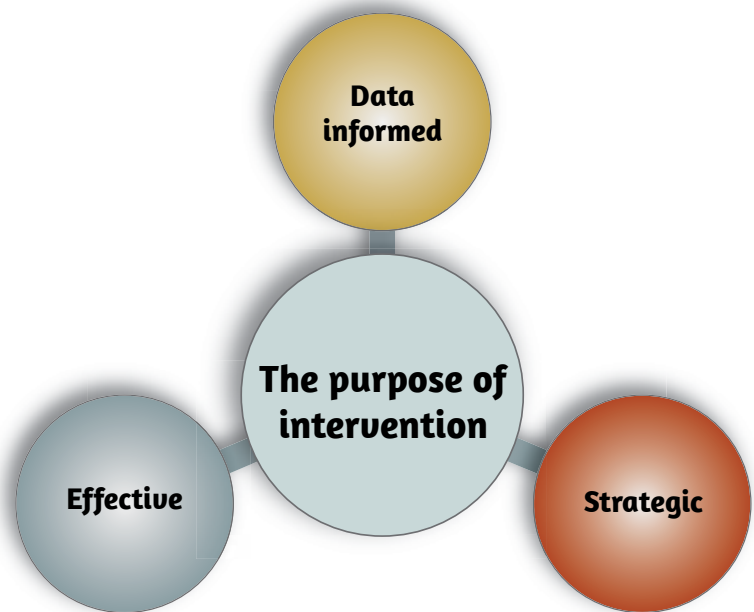 Data
informed
The purpose of
intervention
Effective
Strategic